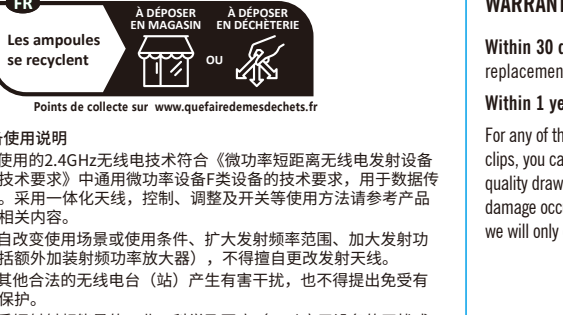 FR
À DÉPOSER
EN MAGASIN
À DÉPOSER
EN DÉCHÈTERIE
Les ampoules
se recyclent
OU
Points de collecte sur www.quefairedemesdechets.fr
使用说明
使用的2.4GHz无线电技术符合《微功率短距离无线电发射设备
技术要求》中通用微功率设备F类设备的技术要求，用于数据传
。采用一体化天线，控制、调整及开关等使用方法请参考产品
相关内容。
自改变使用场景或使用条件、扩大发射频率范围、加大发射功
括额外加装射频功率放大器），不得擅自更改发射天线。
其他合法的无线电台（站）产生有害干扰，也不得提出免受有
保护。
WARRANT
Within 30 d
replacemen
Within 1 ye
For any of th
clips, you ca
quality draw
damage occ
we will only